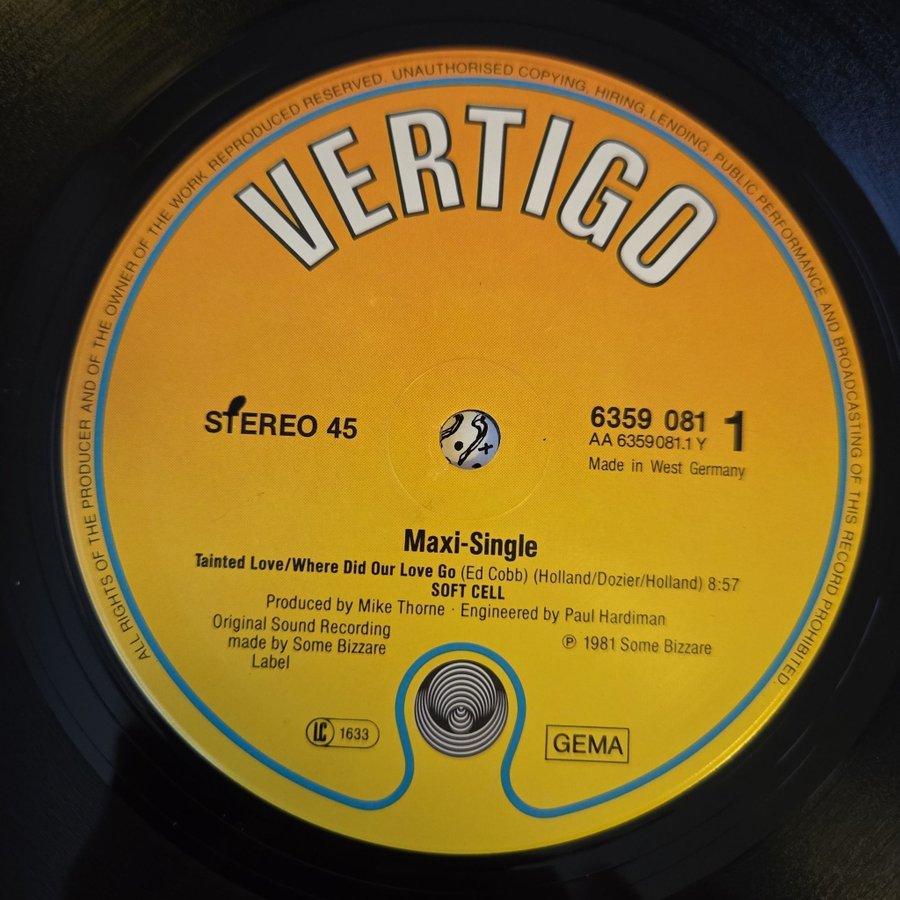 ALL RIGHTS OF THE PRODUCER AND OF THE OWNER OF THE WORK REPRODUCED RESERVED. UNAUTHORISED COPYING, HIRING, LENDING, PUBLIC PERFORMANCE AND BROADCASTING OF THIS RECORD PROHIBITED.
VERTIGO
STEREO 45
6359 081 1
AA 6359081.1 Y
Made in West Germany
Maxi-Single
Tainted Love/Where Did Our Love Go (Ed Cobb) (Holland/Dozier/Holland) 8:57
SOFT CELL
Produced by Mike Thorne · Engineered by Paul Hardiman
Original Sound Recording
made by Some Bizzare
Label
℗ 1981 Some Bizzare
LC 1633
GEMA